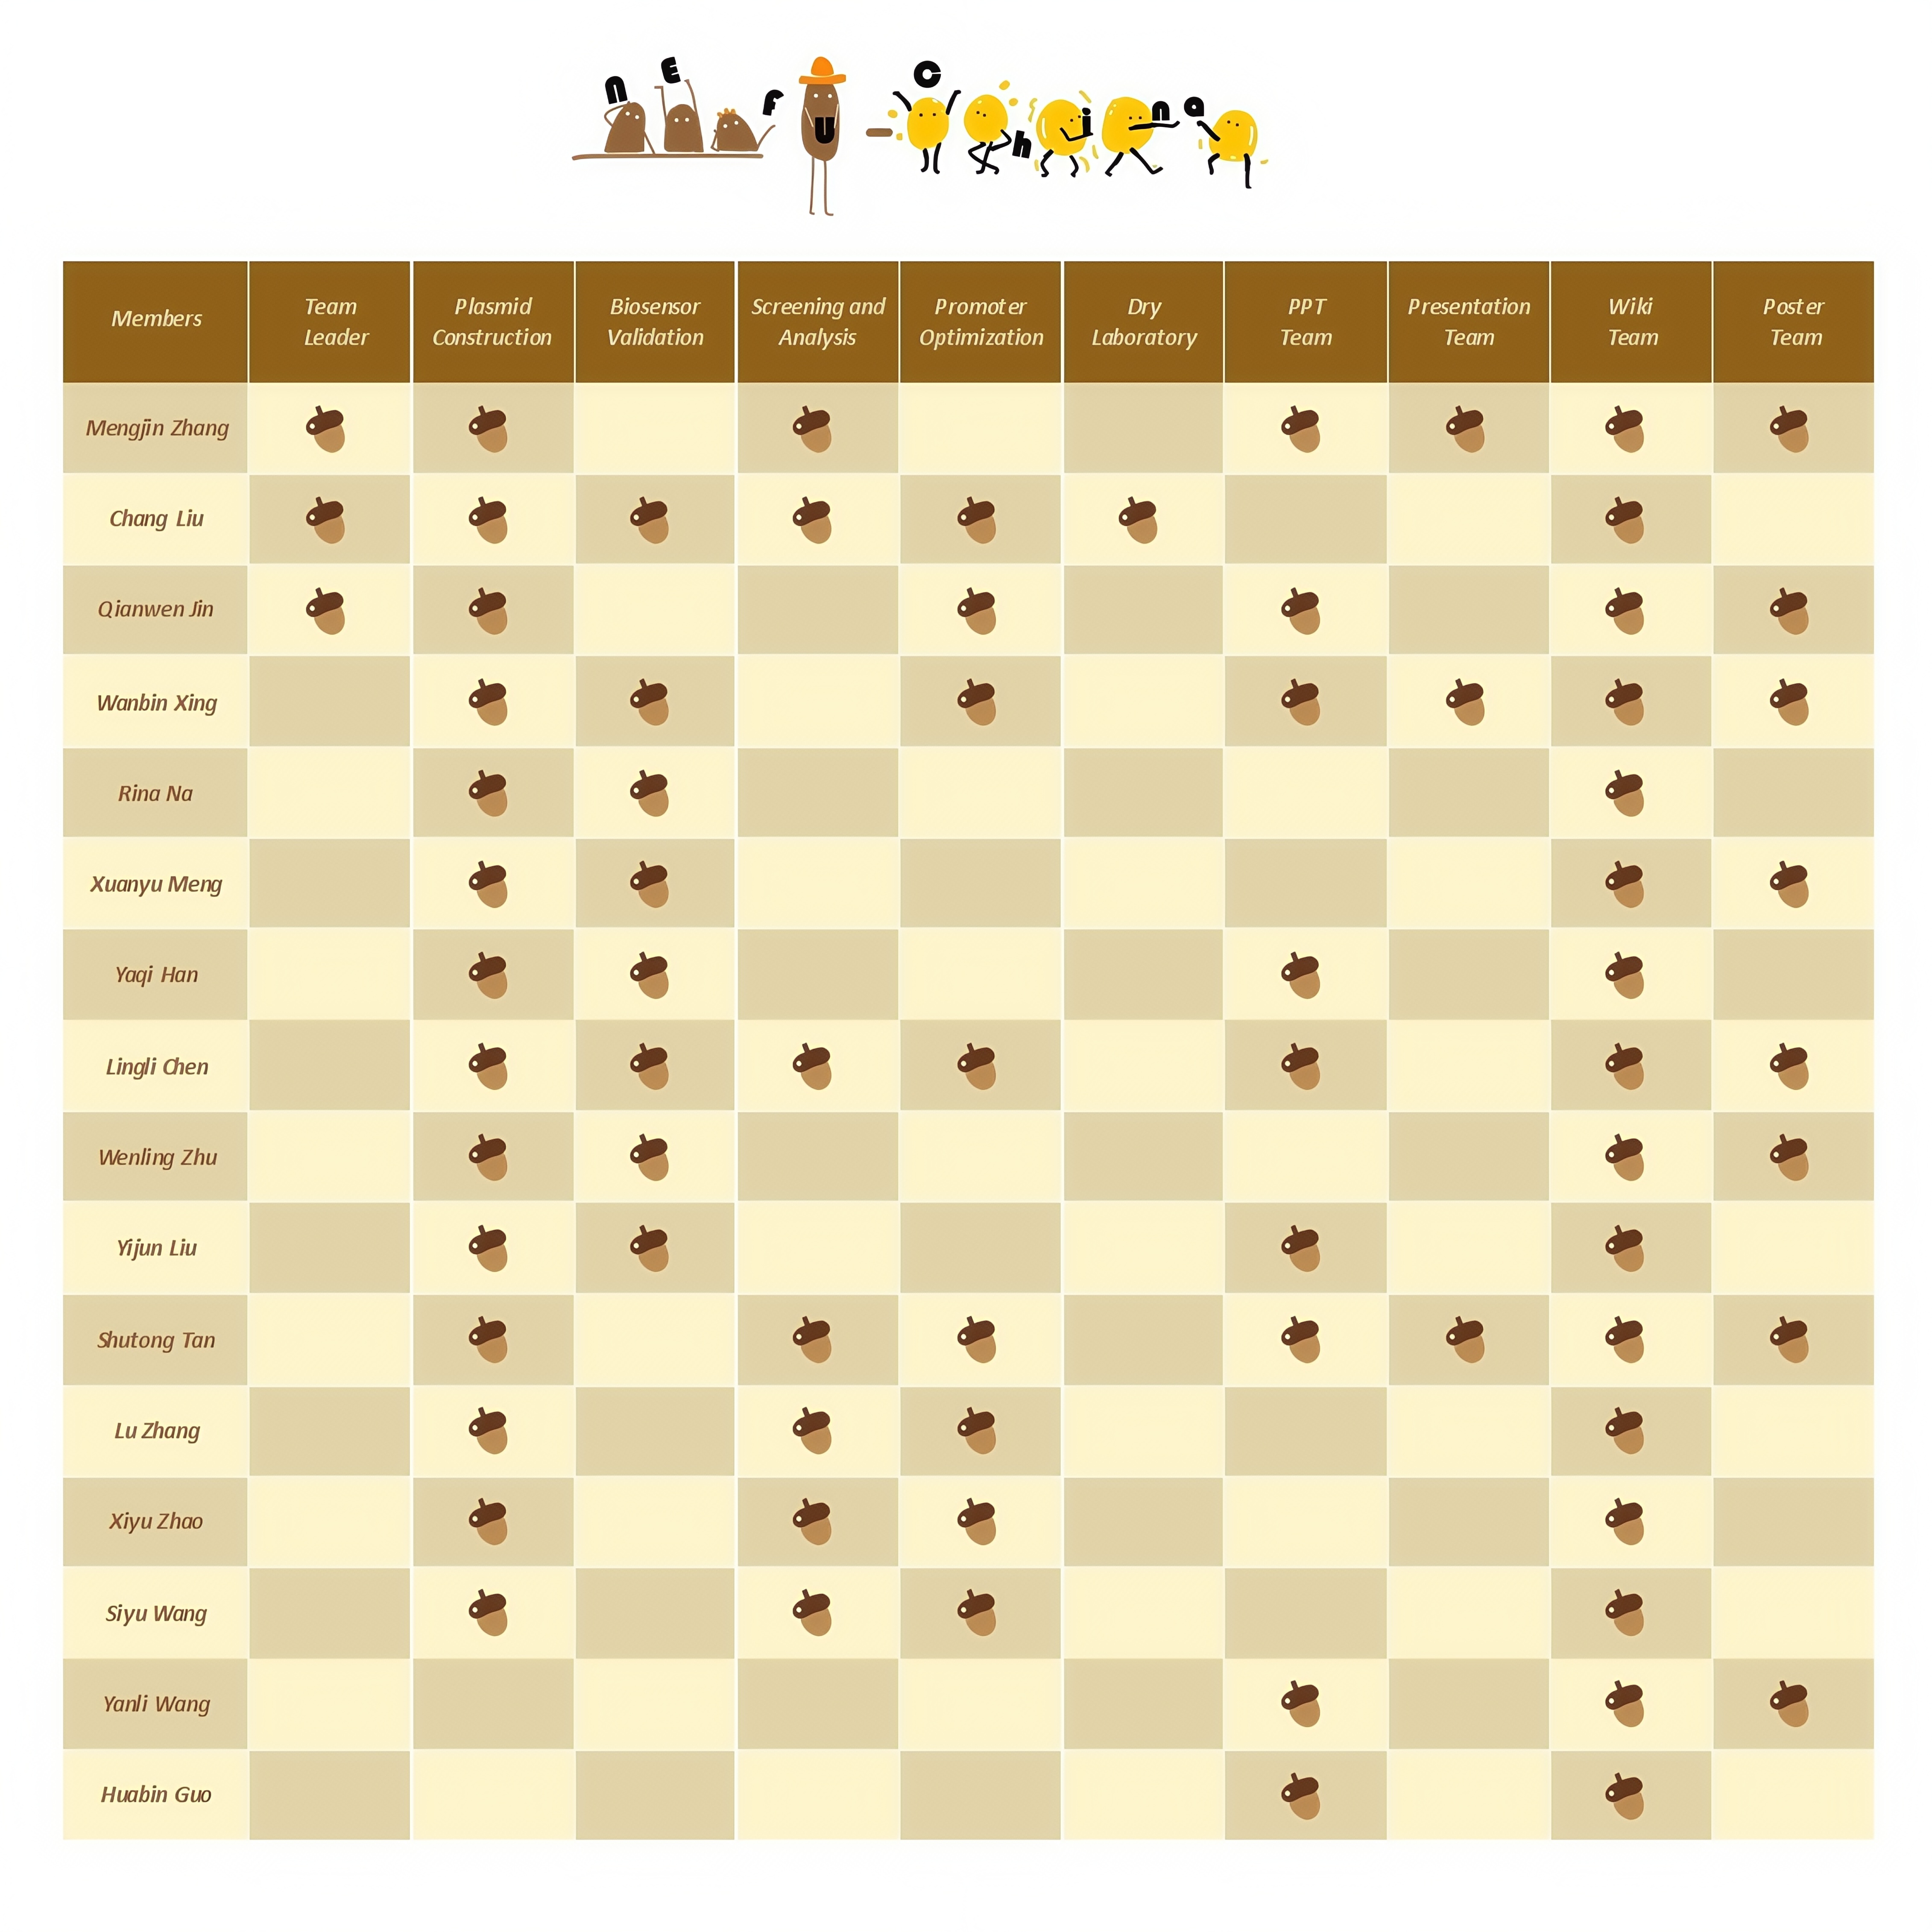 nEfU-China
Members
Team
Leader
Plasmid
Construction
Biosensor
Validation
Screening and
Analysis
Promoter
Optimization
Dry
Laboratory
PPT
Team
Presentation
Team
Wiki
Team
Poster
Team
Mengjin Zhang
Chang Liu
Qianwen Jin
Wanbin Xing
Rina Na
Xuanyu Meng
Yaqi Han
Lingli Chen
Wenling Zhu
Yijun Liu
Shutong Tan
Lu Zhang
Xiyu Zhao
Siyu Wang
Yanli Wang
Huabin Guo